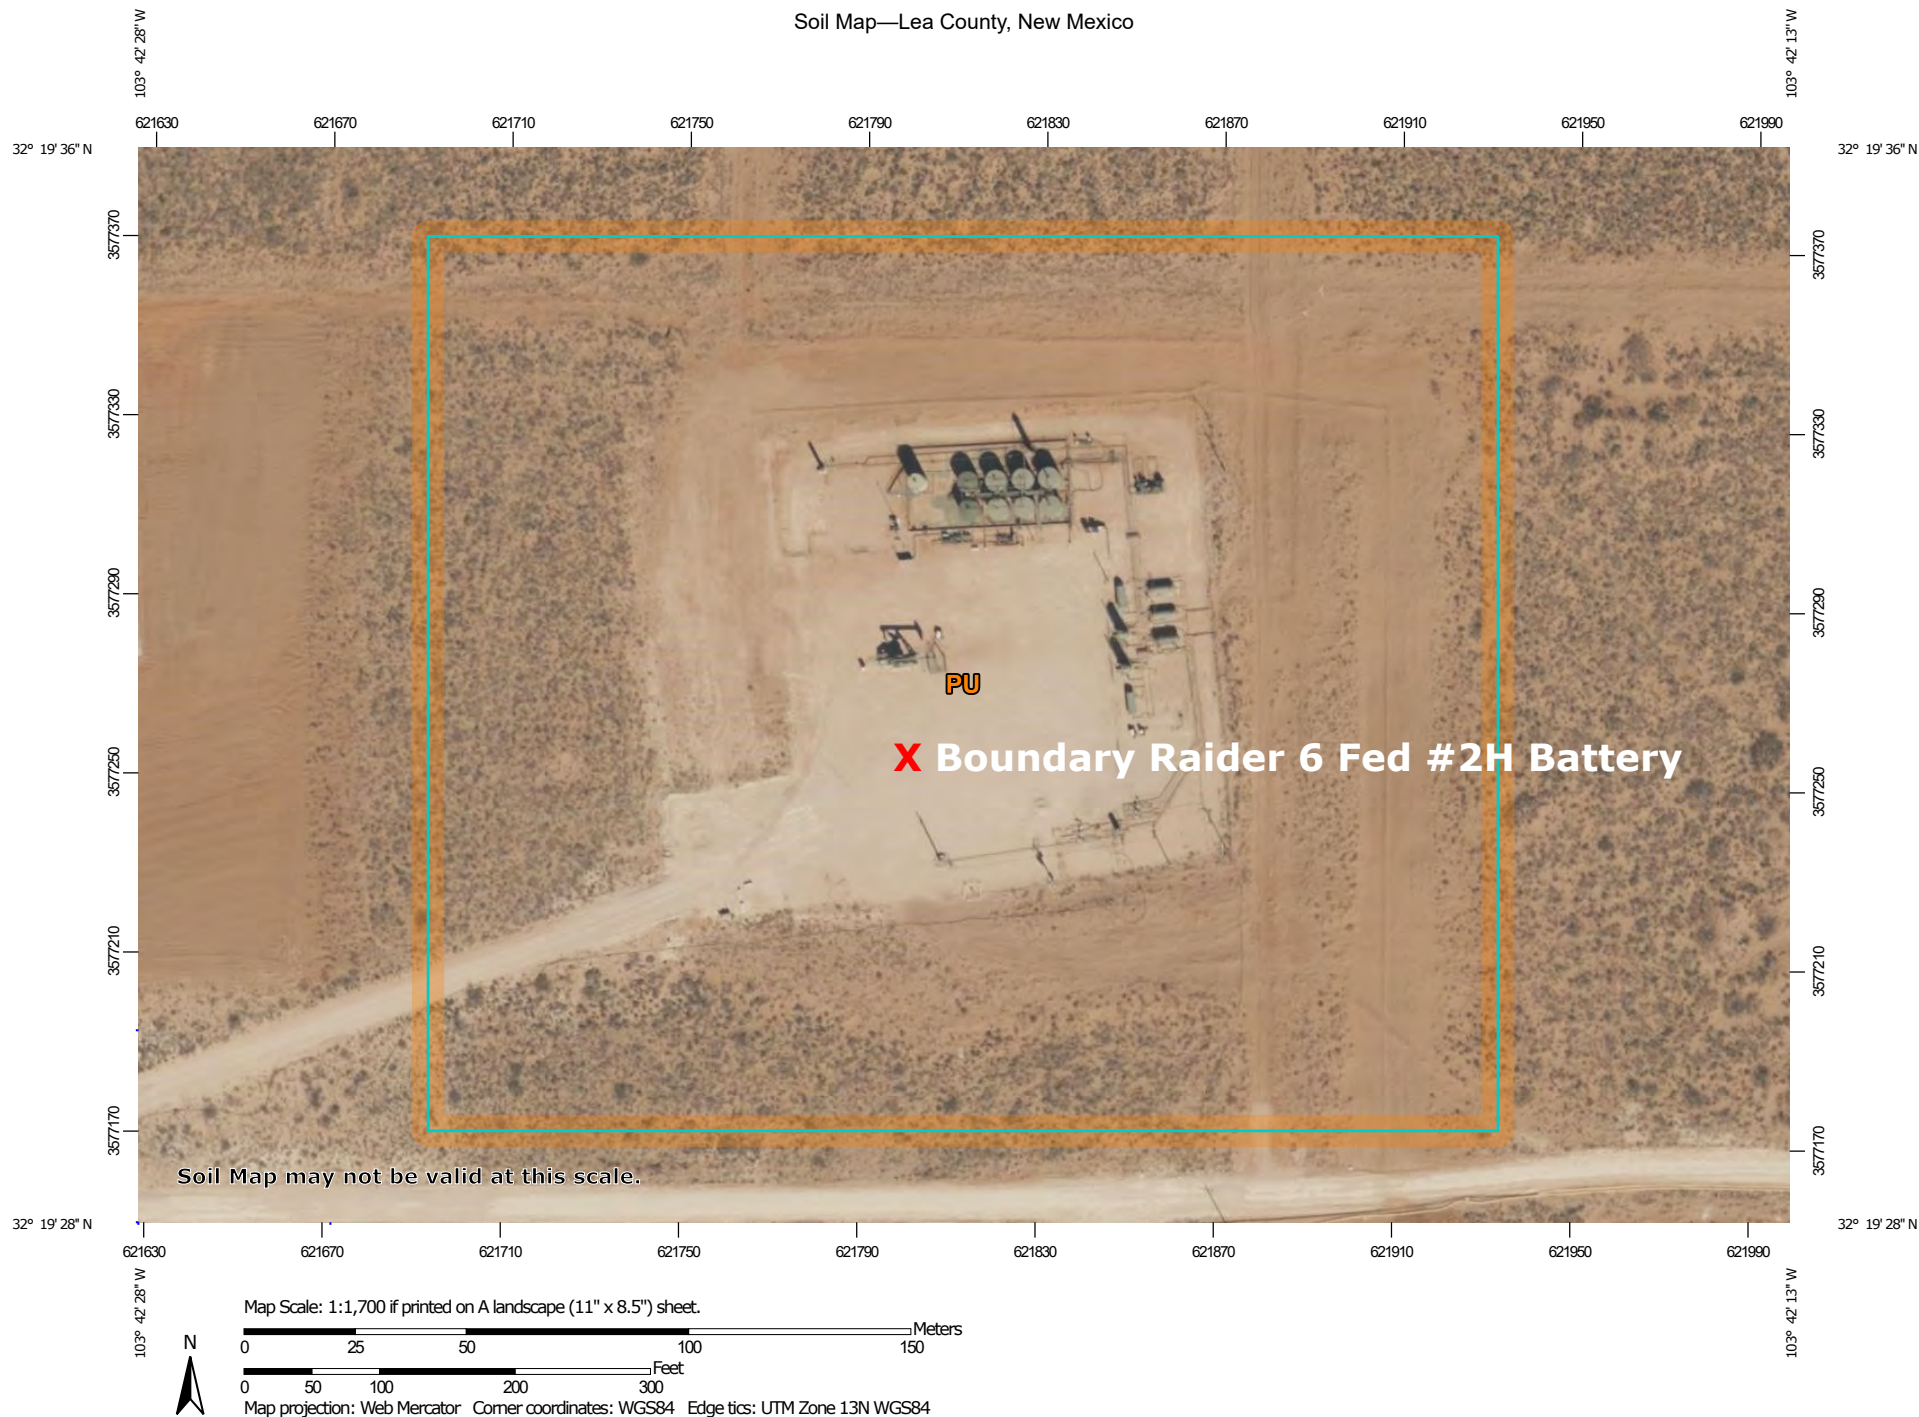 Soil Map—Lea County, New Mexico
103° 42' 28" W
103° 42' 13" W
621630 621670 621710 621750 621790 621830 621870 621910 621950 621990
32° 19' 36" N
32° 19' 36" N
3577370
3577370
3577330
3577330
3577290
3577290
PU
X Boundary Raider 6 Fed #2H Battery
3577250
3577250
3577210
3577210
3577170
3577170
Soil Map may not be valid at this scale.
32° 19' 28" N
32° 19' 28" N
621630 621670 621710 621750 621790 621830 621870 621910 621950 621990
103° 42' 28" W
103° 42' 13" W
Map Scale: 1:1,700 if printed on A landscape (11" x 8.5") sheet.
N
Meters
0 25 50 100 150
Feet
0 50 100 200 300
Map projection: Web Mercator Corner coordinates: WGS84 Edge tics: UTM Zone 13N WGS84